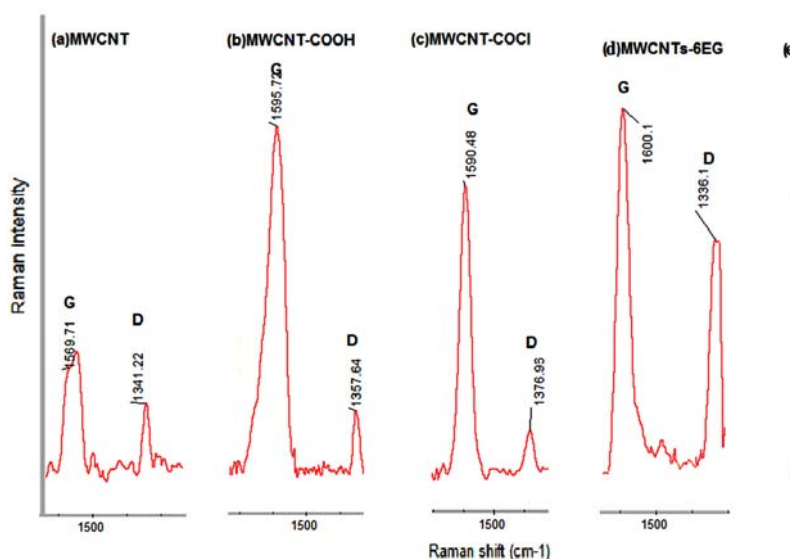 (a)MWCNT
(b)MWCNT-COOH
(c)MWCNT-COCl
(d)MWCNTs-6EG
Raman Intensity
G
1569.71
D
1341.22
G
1595.72
D
1357.64
G
1590.48
D
1376.93
G
1600.1
D
1336.1
1500
1500
1500
1500
Raman shift (cm-1)